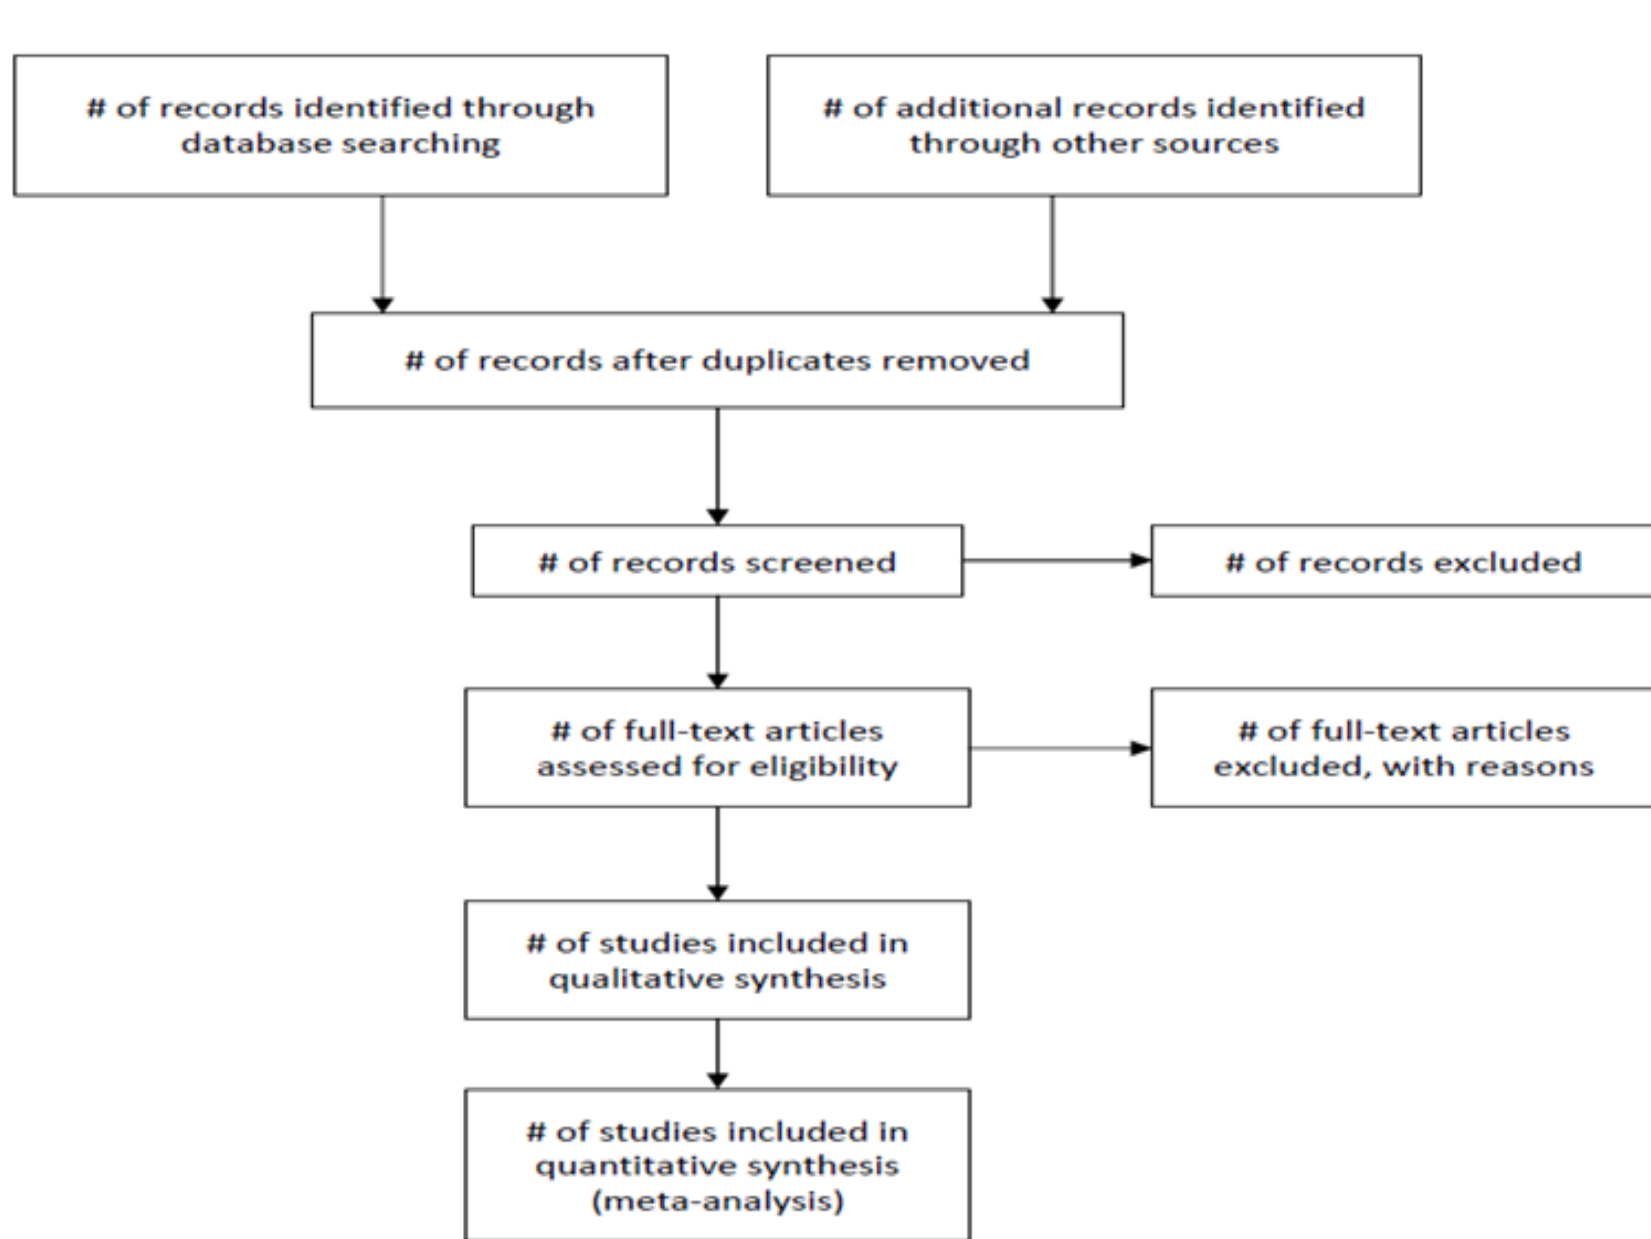 # of records identified through
database searching
# of additional records identified
through other sources
# of records after duplicates removed
# of records screened
# of records excluded
# of full-text articles
assessed for eligibility
# of full-text articles
excluded, with reasons
# of studies included in
qualitative synthesis
# of studies included in
quantitative synthesis
(meta-analysis)